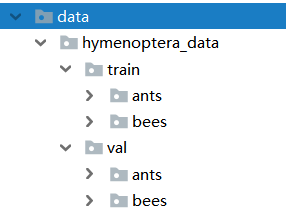 data
hymenoptera_data
train
ants
bees
val
ants
bees